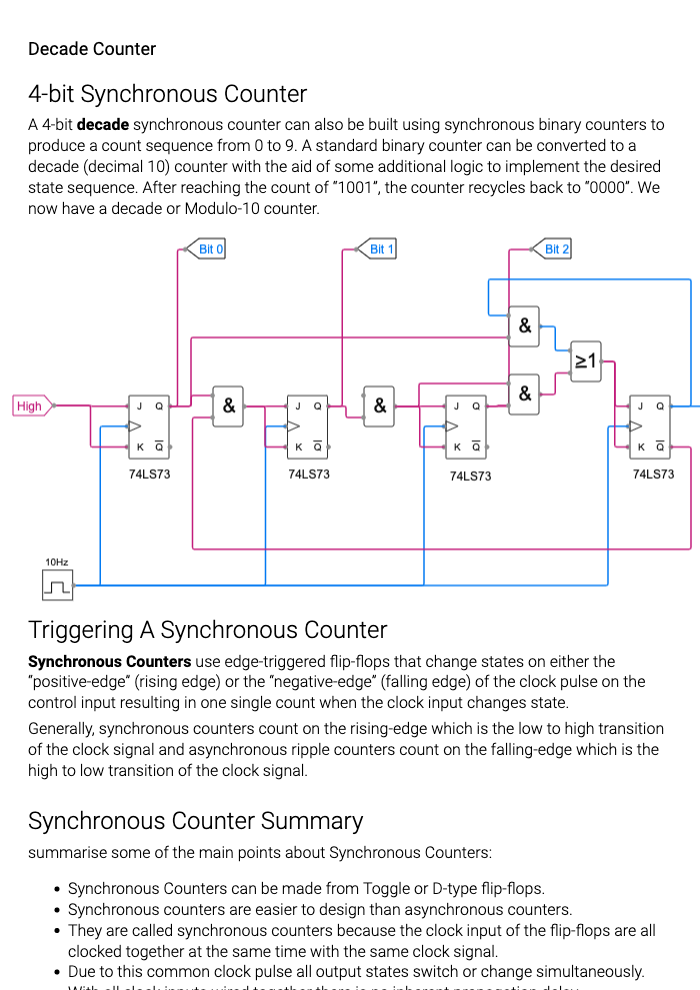 Decade Counter
4-bit Synchronous Counter
A 4-bit decade synchronous counter can also be built using synchronous binary counters to
produce a count sequence from 0 to 9. A standard binary counter can be converted to a
decade (decimal 10) counter with the aid of some additional logic to implement the desired
state sequence. After reaching the count of “1001”, the counter recycles back to “0000”. We
now have a decade or Modulo-10 counter.
Bit 0 Bit 1 Bit 2
&
≥1
&
High & &
J Q J Q J Q J Q
K Q̅ K Q̅ K Q̅ K Q̅
74LS73 74LS73 74LS73 74LS73
10Hz
Triggering A Synchronous Counter
Synchronous Counters use edge-triggered flip-flops that change states on either the
“positive-edge” (rising edge) or the “negative-edge” (falling edge) of the clock pulse on the
control input resulting in one single count when the clock input changes state.
Generally, synchronous counters count on the rising-edge which is the low to high transition
of the clock signal and asynchronous ripple counters count on the falling-edge which is the
high to low transition of the clock signal.
Synchronous Counter Summary
summarise some of the main points about Synchronous Counters:
• Synchronous Counters can be made from Toggle or D-type flip-flops.
• Synchronous counters are easier to design than asynchronous counters.
• They are called synchronous counters because the clock input of the flip-flops are all
clocked together at the same time with the same clock signal.
• Due to this common clock pulse all output states switch or change simultaneously.